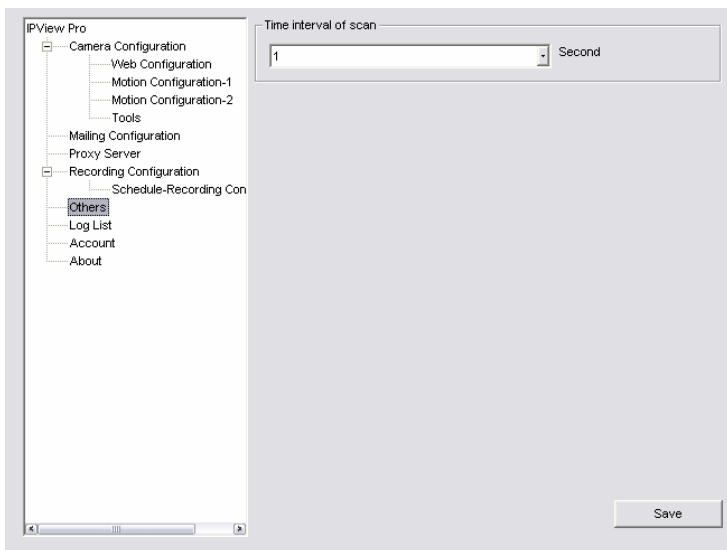 IPView Pro
Camera Configuration
Web Configuration
Motion Configuration-1
Motion Configuration-2
Tools
Mailing Configuration
Proxy Server
Recording Configuration
Schedule-Recording Con
Others
Log List
Account
About
Time interval of scan
1 Second
Save